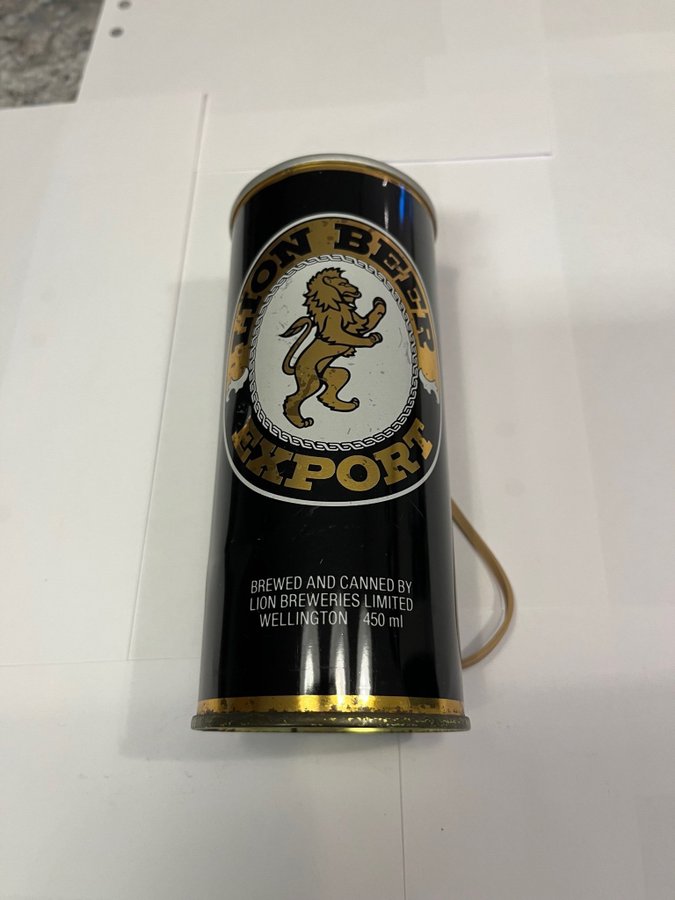 LION BEER
EXPORT
BREWED AND CANNED BY
LION BREWERIES LIMITED
WELLINGTON 450 ml